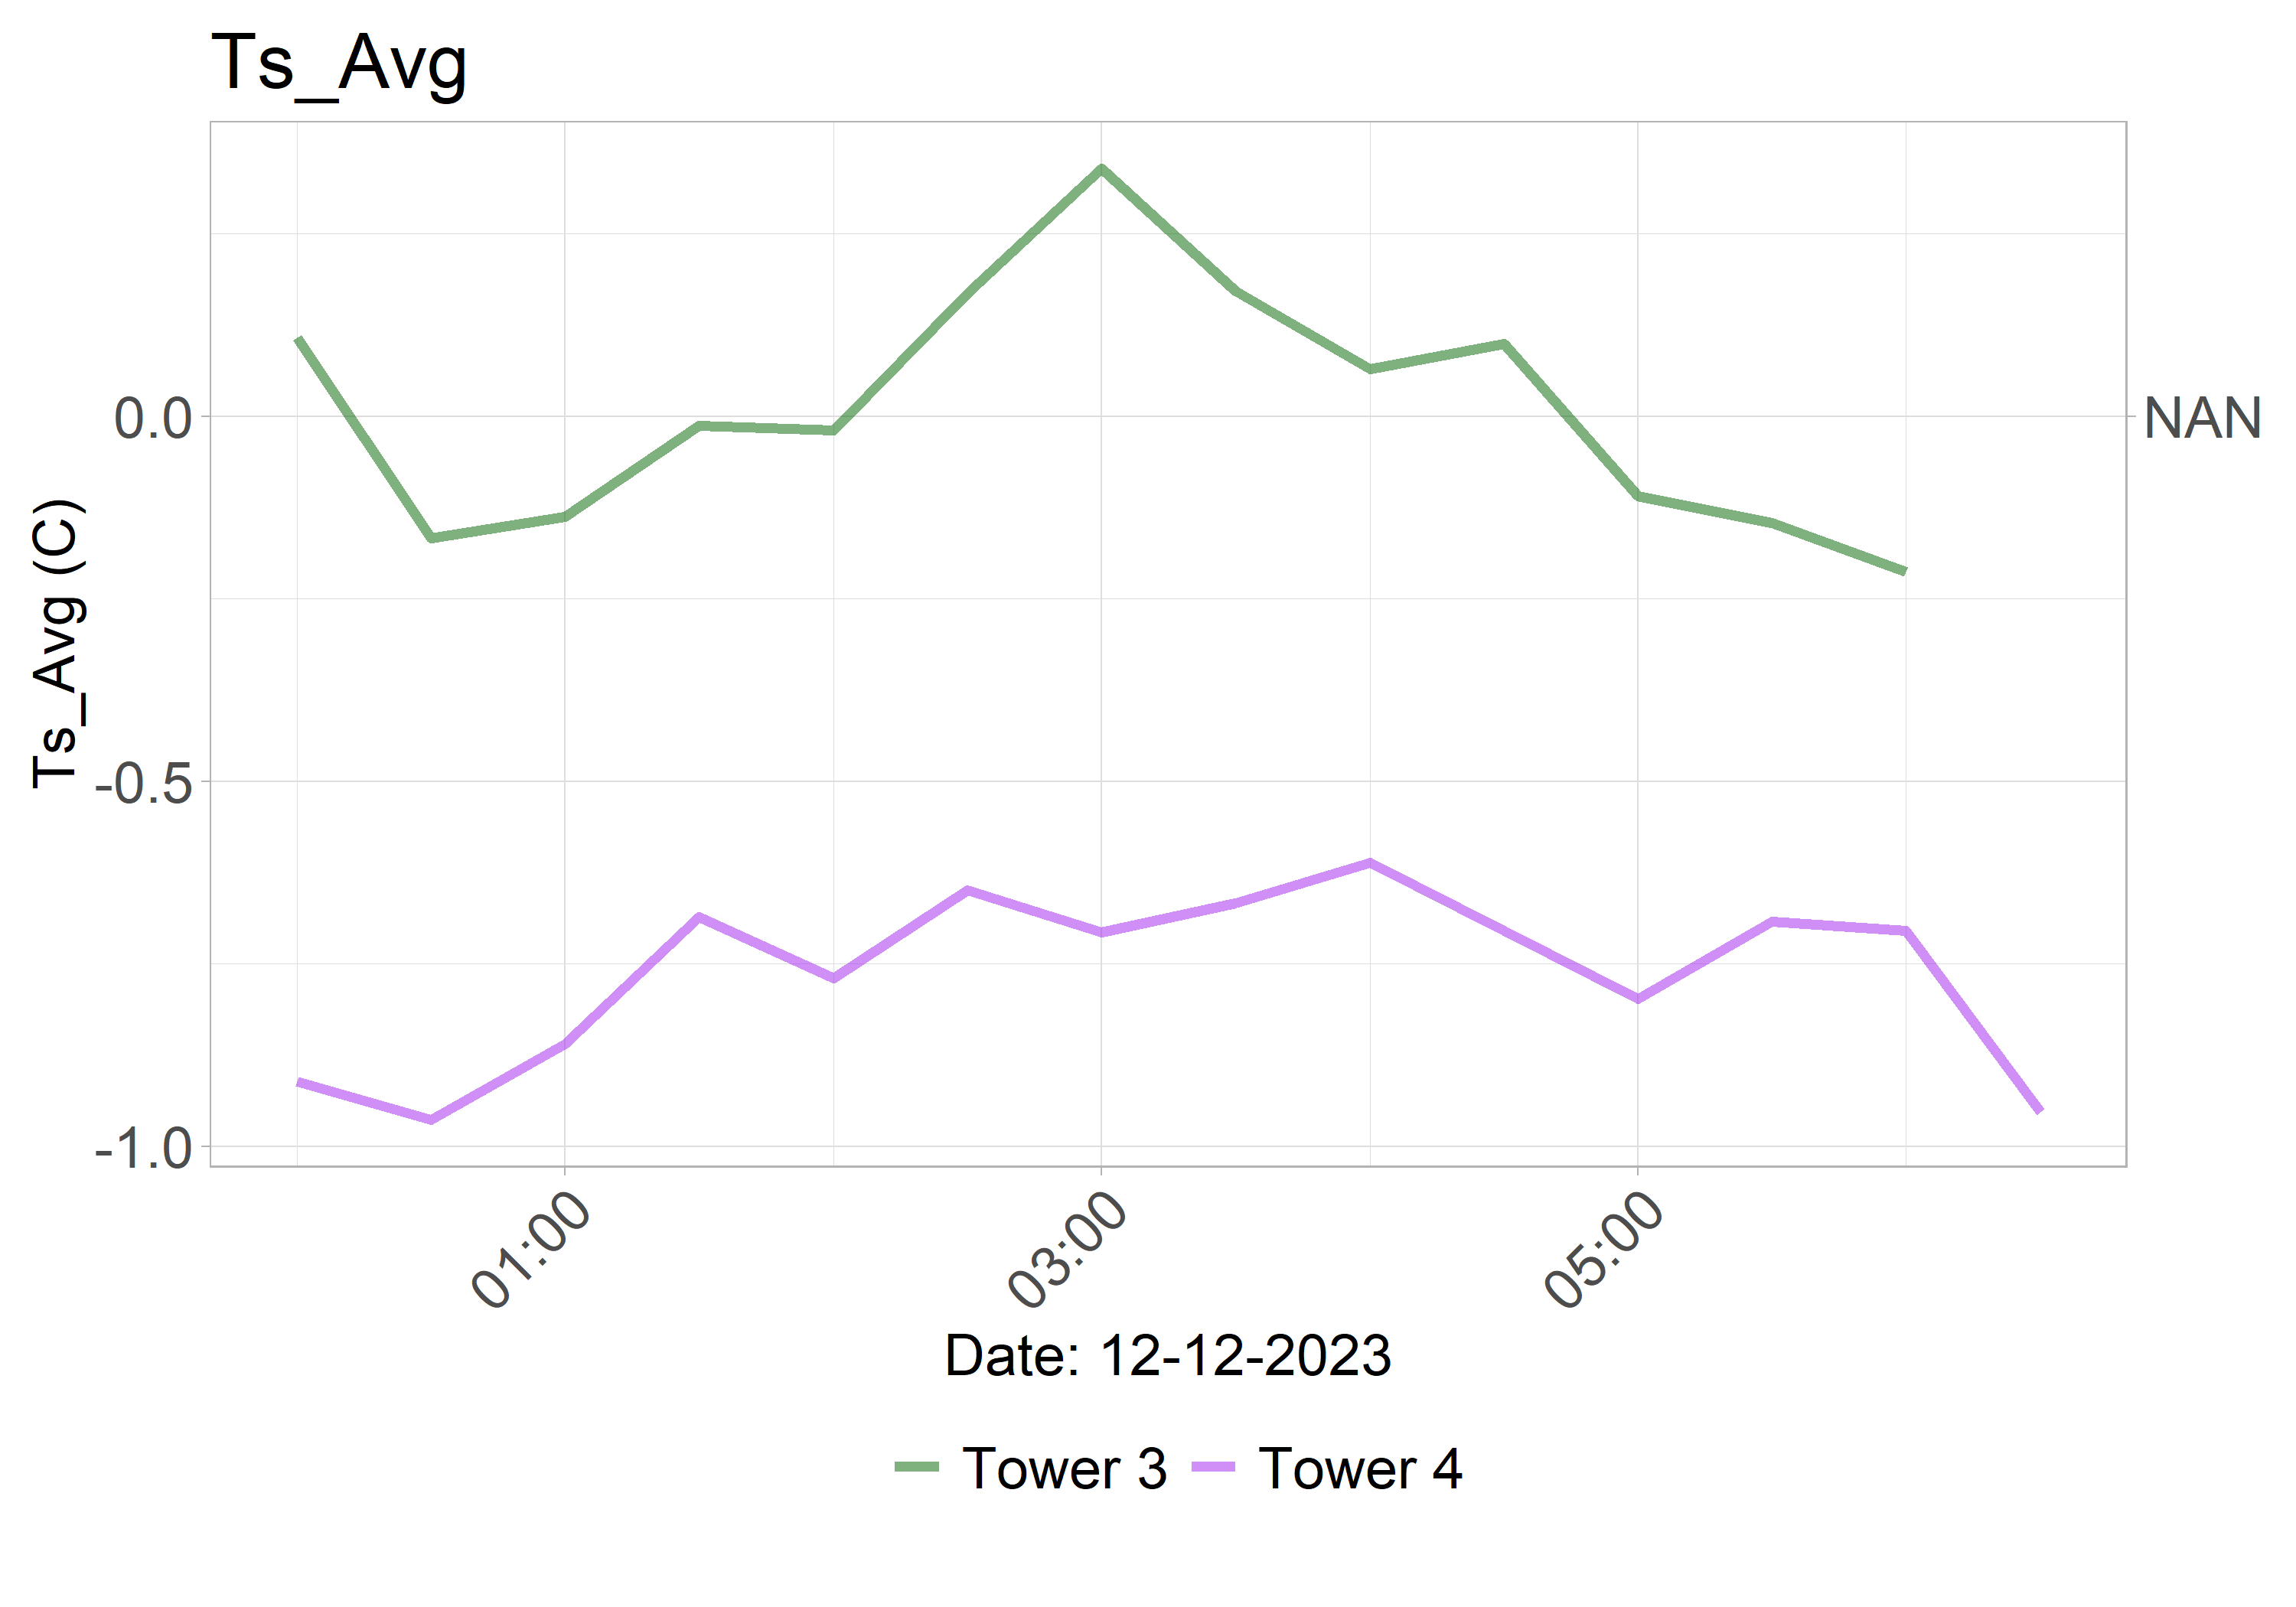 Ts_Avg
Ts_Avg (C)
0.0
-0.5
-1.0
NAN
01:00
03:00
05:00
Date: 12-12-2023
Tower 3
Tower 4